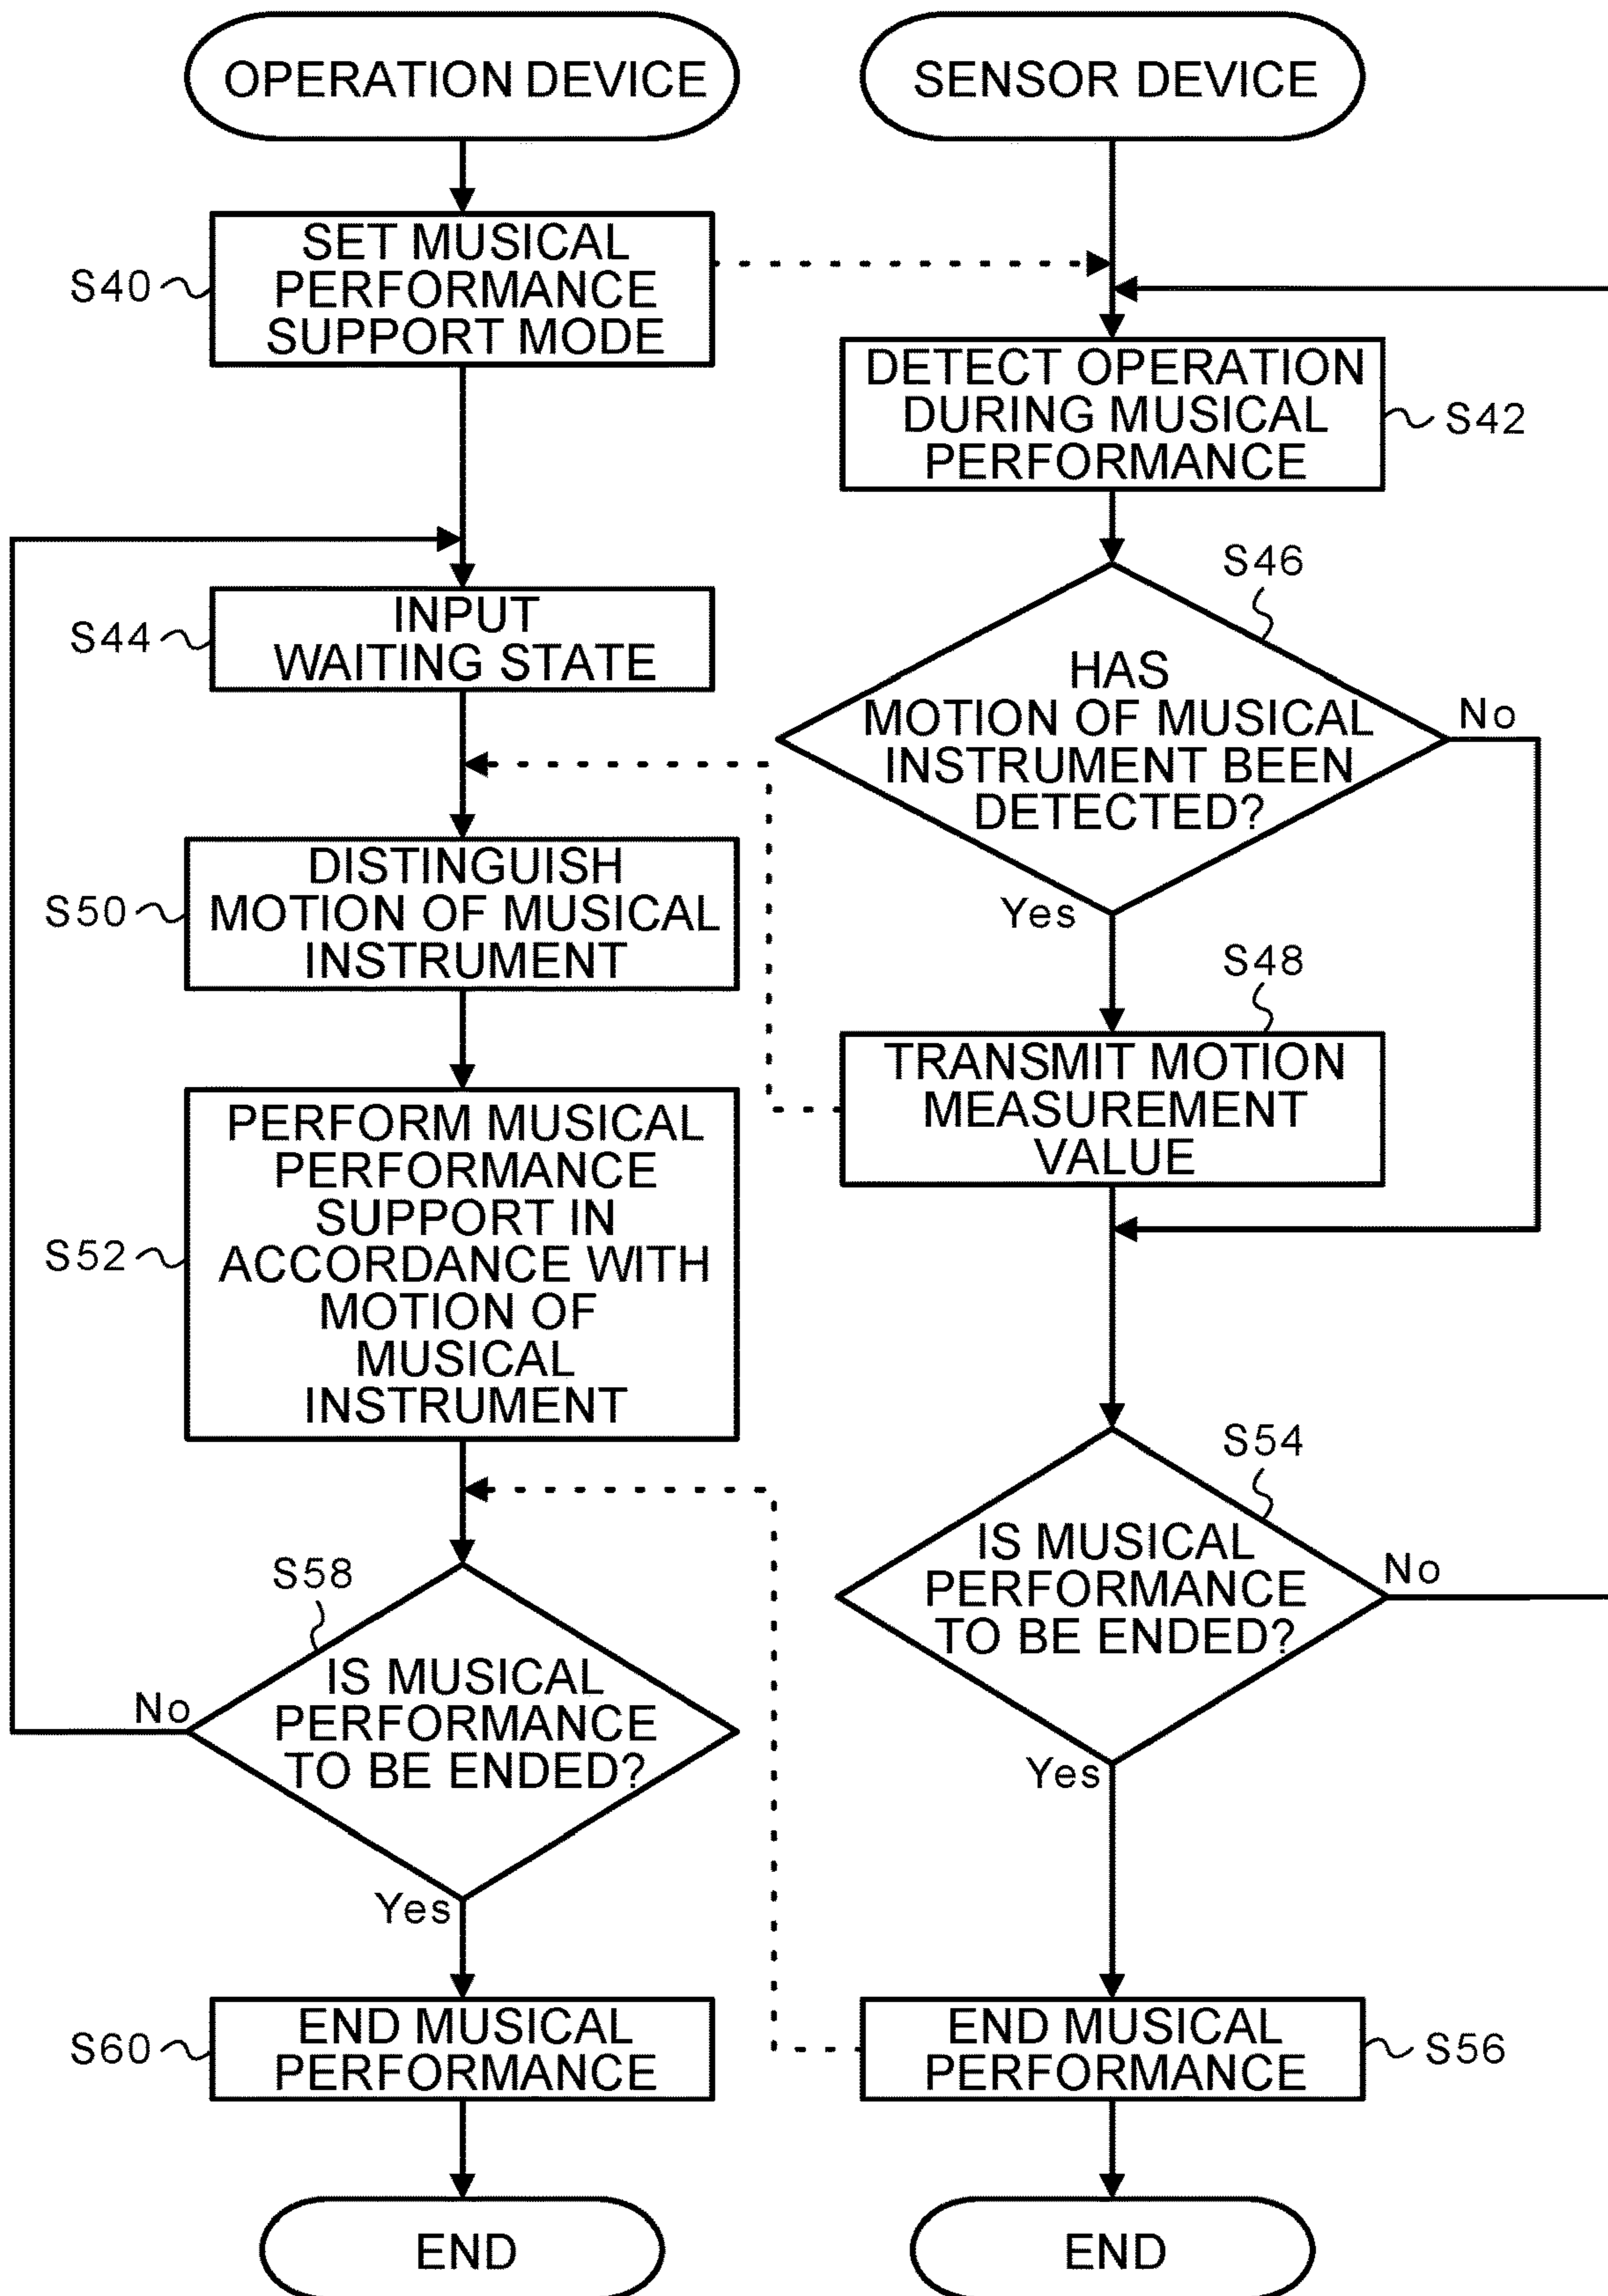 OPERATION DEVICE
SENSOR DEVICE
S40
SET MUSICAL
PERFORMANCE
SUPPORT MODE
DETECT OPERATION
DURING MUSICAL
PERFORMANCE
S42
S44
INPUT
WAITING STATE
S46
HAS
MOTION OF MUSICAL
INSTRUMENT BEEN
DETECTED?
No
Yes
S50
DISTINGUISH
MOTION OF MUSICAL
INSTRUMENT
S48
TRANSMIT MOTION
MEASUREMENT
VALUE
S52
PERFORM MUSICAL
PERFORMANCE
SUPPORT IN
ACCORDANCE WITH
MOTION OF
MUSICAL
INSTRUMENT
S54
IS MUSICAL
PERFORMANCE
TO BE ENDED?
No
Yes
S58
IS MUSICAL
PERFORMANCE
TO BE ENDED?
No
Yes
S60
END MUSICAL
PERFORMANCE
END MUSICAL
PERFORMANCE
S56
END
END